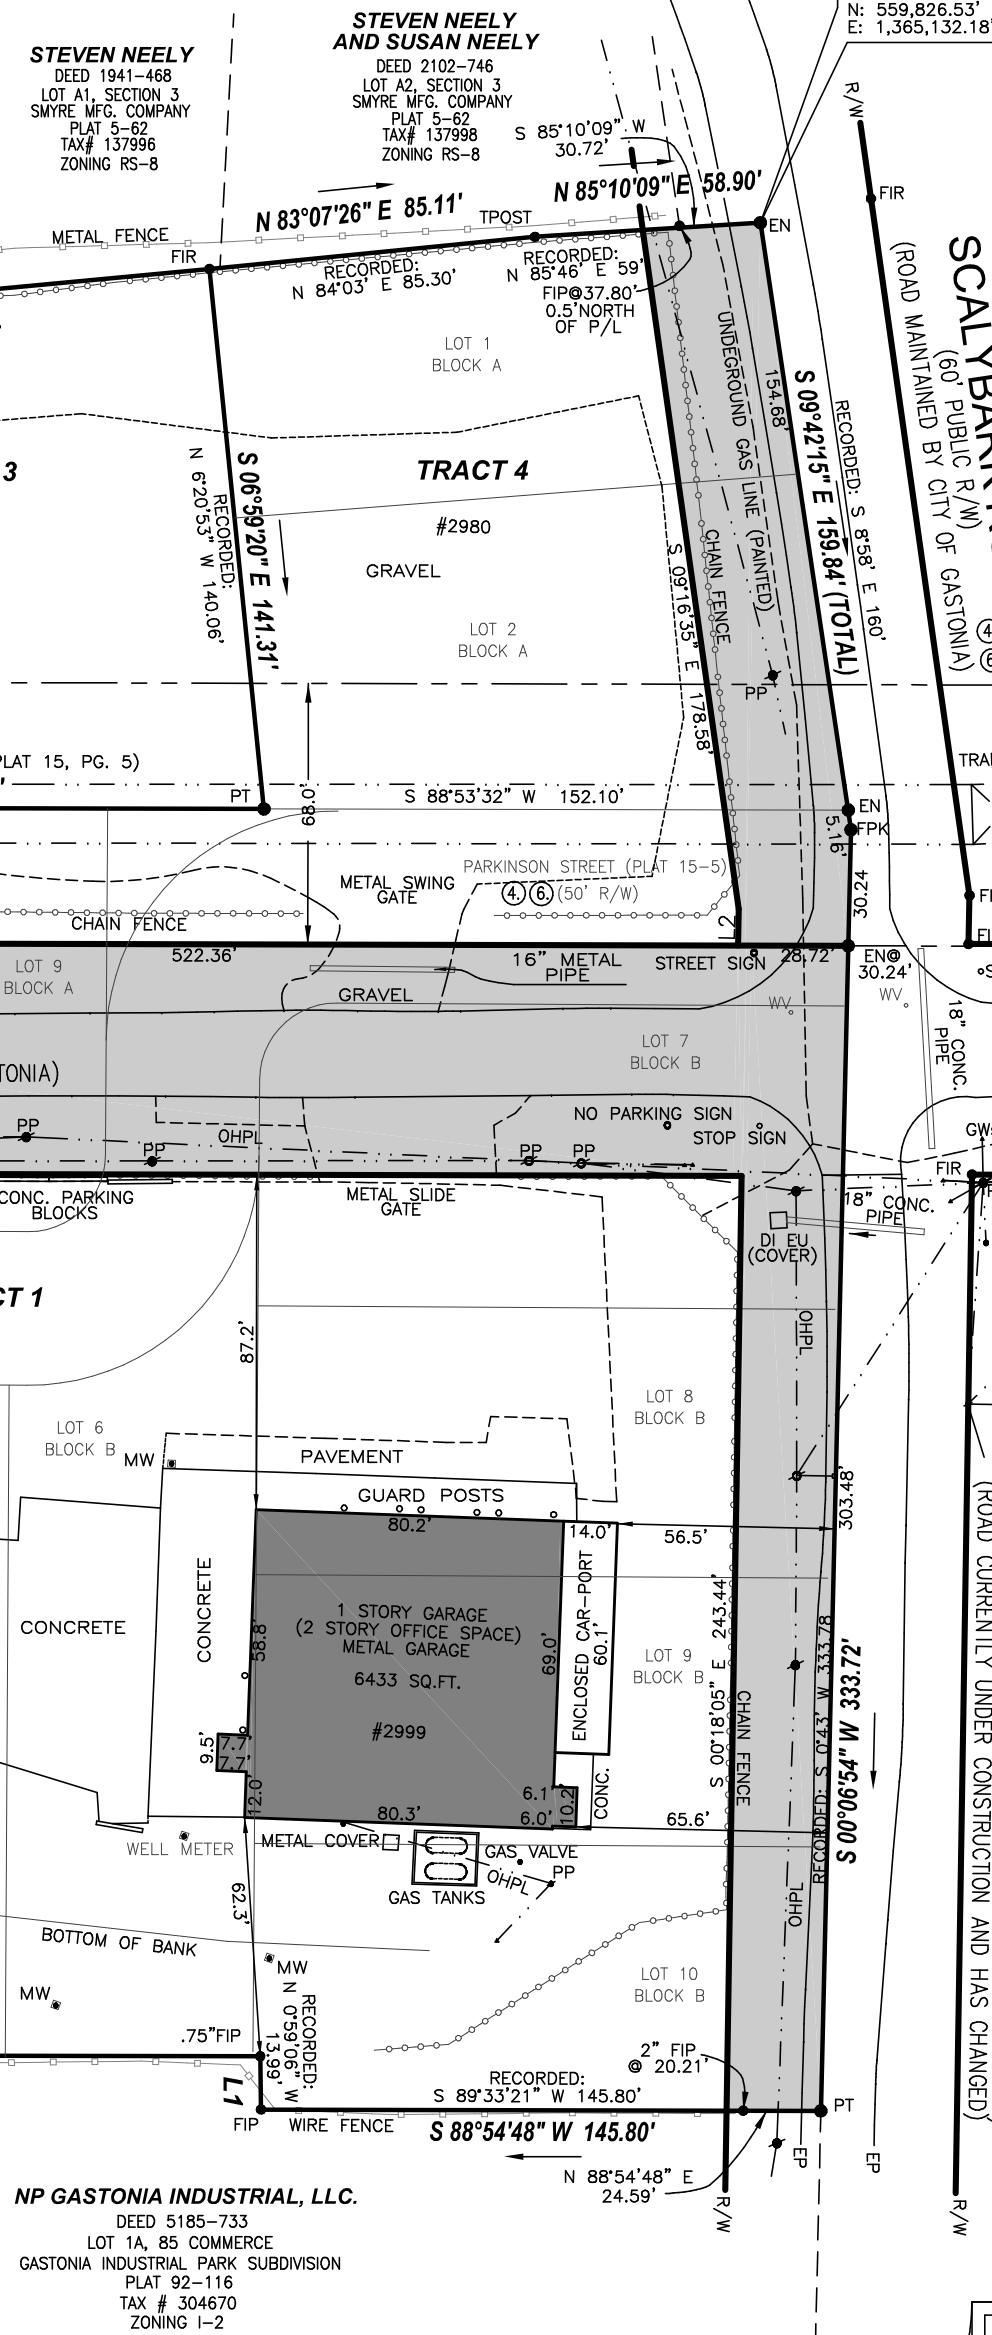 N: 559,826.53'
E: 1,365,132.18'
STEVEN NEELY
DEED 1941-468
LOT A1, SECTION 3
SMYRE MFG. COMPANY
PLAT 5-62
TAX# 137996
ZONING RS-8
STEVEN NEELY
AND SUSAN NEELY
DEED 2102-746
LOT A2, SECTION 3
SMYRE MFG. COMPANY
PLAT 5-62
TAX# 137998
ZONING RS-8
S 85°10'09" W
30.72'
R/W
FIR
N 83°07'26" E 85.11'
N 85°10'09" E 58.90'
METAL FENCE
FIR
TPOST
EN
RECORDED:
N 84°03' E 85.30'
RECORDED:
N 85°46' E 59'
FIP@37.80'
0.5'NORTH
OF P/L
(60' PUBLIC R/W)
(ROAD MAINTAINED BY CITY OF GASTONIA)
LOT 1
BLOCK A
UNDEGROUND GAS LINE (PAINTED)
154.68'
S 09°42'15" E 159.84' (TOTAL)
RECORDED: S 8°58' E 160'
3
TRACT 4
#2980
GRAVEL
S 06°59'20" E 141.31'
RECORDED:
N 6°20'53" W 140.06'
CHAIN FENCE
S 09°16'35" E 178.58'
LOT 2
BLOCK A
PP
PLAT 15, PG. 5)
PT
68.0'
S 88°53'32" W 152.10'
EN
FPK
5.16'
30.24
PARKINSON STREET (PLAT 15-5)
4. 6. (50' R/W)
METAL SWING
GATE
CHAIN FENCE
L2
522.36'
16" METAL
PIPE
STREET SIGN
28.72'
EN@
30.24'
LOT 9
BLOCK A
GRAVEL
WV
WV
18" CONC.
PIPE
LOT 7
BLOCK B
TONIA)
NO PARKING SIGN
STOP SIGN
PP
PP
OHPL
PP
PP
CONC. PARKING
BLOCKS
METAL SLIDE
GATE
FIR
18" CONC.
PIPE
DI EU
(COVER)
OHPL
CT 1
87.2'
LOT 8
BLOCK B
LOT 6
BLOCK B
MW
PAVEMENT
GUARD POSTS
80.2'
14.0'
56.5'
303.48'
CONCRETE
CONCRETE
58.8'
1 STORY GARAGE
(2 STORY OFFICE SPACE)
METAL GARAGE
6433 SQ.FT.
#2999
69.0'
ENCLOSED CAR-PORT
60.1'
LOT 9
BLOCK B
S 00°18'05" E 243.44'
CHAIN FENCE
RECORDED: S 0°43' W 333.78
S 00°06'54" W 333.72'
(ROAD CURRENTLY UNDER CONSTRUCTION AND HAS CHANGED)
9.5'
7.7'
7.7'
12.0'
80.3'
6.1'
6.0'
10.2'
CONC.
65.6'
WELL METER
METAL COVER
GAS VALVE
PP
OHPL
GAS TANKS
OHPL
62.3'
BOTTOM OF BANK
MW
MW
LOT 10
BLOCK B
RECORDED:
N 0°59'06" W
13.99'
.75"FIP
2" FIP
@ 20.21'
L1
RECORDED:
S 89°33'21" W 145.80'
PT
FIP
WIRE FENCE
S 88°54'48" W 145.80'
N 88°54'48" E
24.59'
EP
EP
R/W
R/W
NP GASTONIA INDUSTRIAL, LLC.
DEED 5185-733
LOT 1A, 85 COMMERCE
GASTONIA INDUSTRIAL PARK SUBDIVISION
PLAT 92-116
TAX # 304670
ZONING I-2